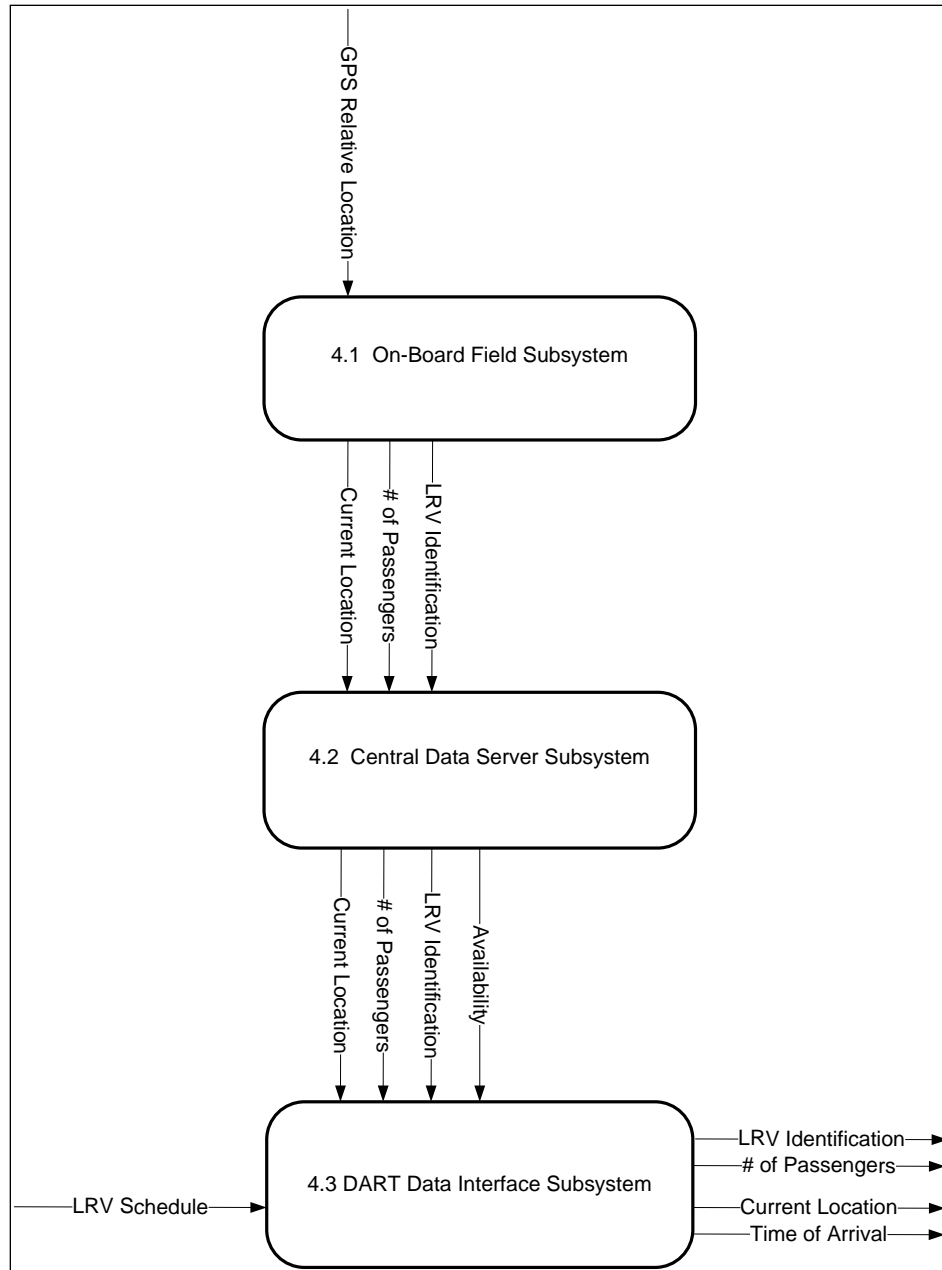 GPS Relative Location
4.1 On-Board Field Subsystem
Current Location
# of Passengers
LRV Identification
4.2 Central Data Server Subsystem
Current Location
# of Passengers
LRV Identification
Availability
4.3 DART Data Interface Subsystem
LRV Schedule
LRV Identification
# of Passengers
Current Location
Time of Arrival